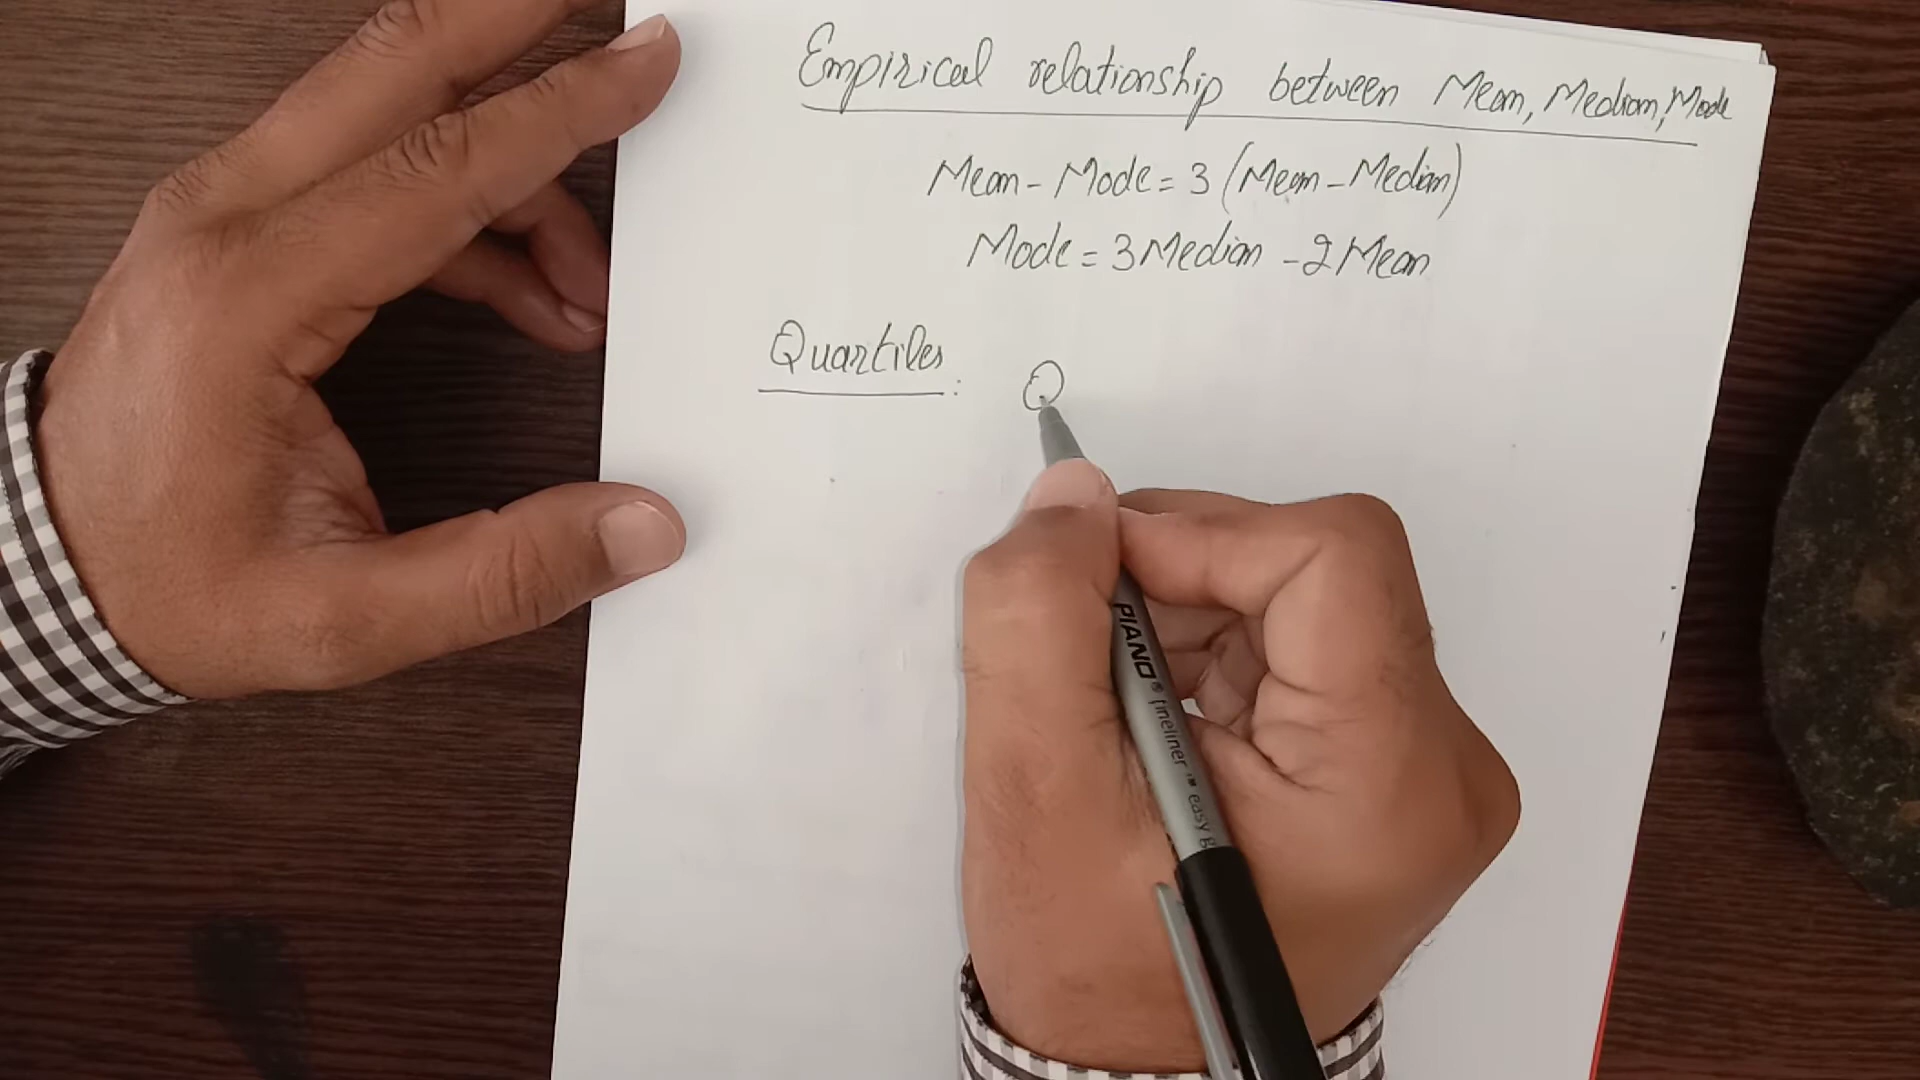 Empirical relationship between Mean, Median, Mode
Mean - Mode = 3 (Mean - Median)
Mode = 3 Median - 2 Mean
Quartiles :
PIANO® fineliner ™ easy